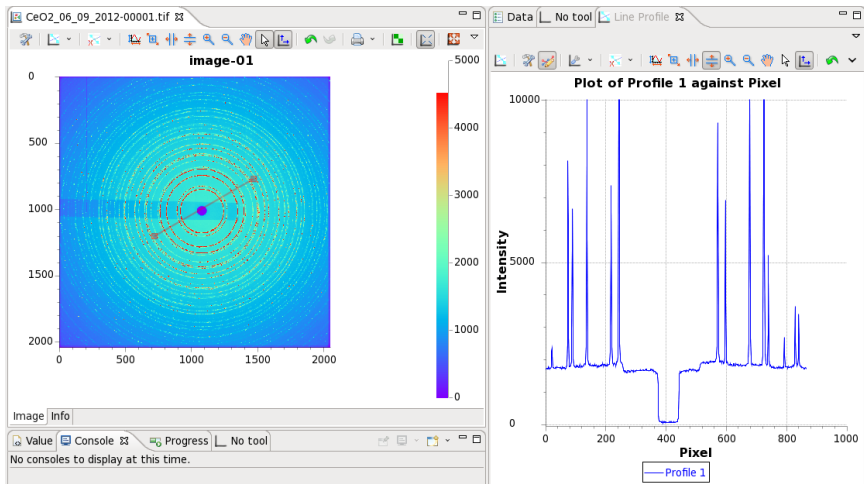 CeO2_06_09_2012-00001.tif
image-01
0
500
1000
1500
2000
0 500 1000 1500 2000
5000
4000
3000
2000
1000
0
Image Info
Value Console Progress No tool
No consoles to display at this time.
Data No tool Line Profile
Plot of Profile 1 against Pixel
10000
5000
0
Intensity
0 200 400 600 800 1000
Pixel
Profile 1